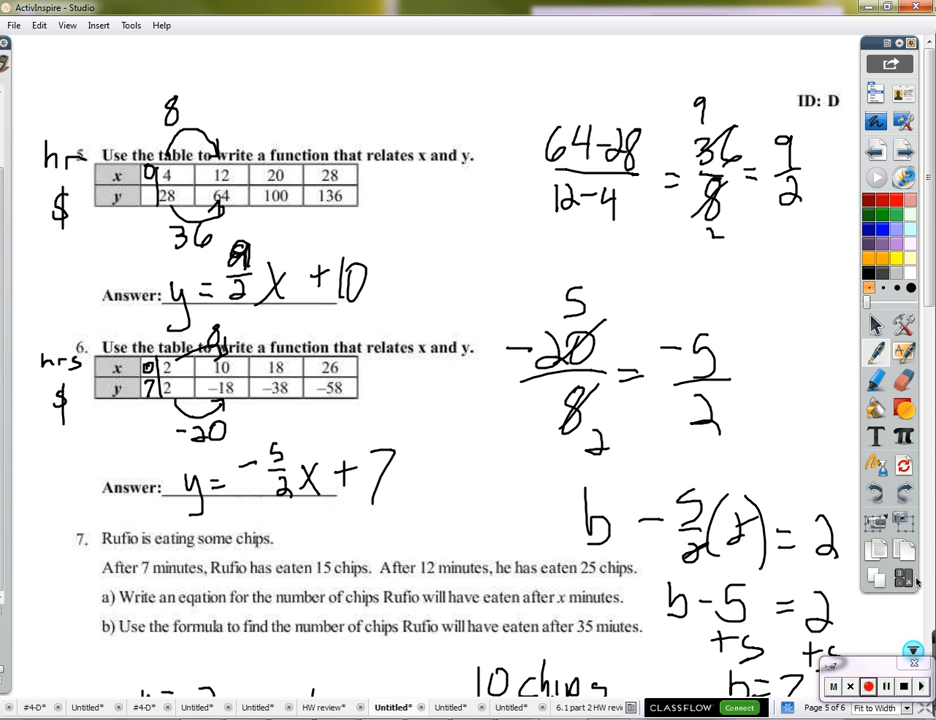 ActivInspire - Studio
File Edit View Insert Tools Help
ID: D
8
hrs
5. Use the table to write a function that relates x and y.
x 0 4 12 20 28
y 28 64 100 136
$
36
64-28 / 12-4 = 36/8 = 9/2
9
2
Answer: y = 9/2 x + 10
6. Use the table to write a function that relates x and y.
hrs
x 0 2 10 18 26
y 7 2 −18 −38 −58
$
-20
5
-20/8 = -5/2
2
Answer: y = -5/2 x + 7
b - 5/2 (2) = 2
b - 5 = 2
+5 +5
b = 7
7. Rufio is eating some chips.
After 7 minutes, Rufio has eaten 15 chips. After 12 minutes, he has eaten 25 chips.
a) Write an eqation for the number of chips Rufio will have eaten after x minutes.
b) Use the formula to find the number of chips Rufio will have eaten after 35 miutes.
10 chips
#4-D* Untitled* #4-D* Untitled* Untitled* HW review* Untitled* Untitled* Untitled* 6.1 part 2 HW revi CLASSFLOW Connect Page 5 of 6 Fit to Width